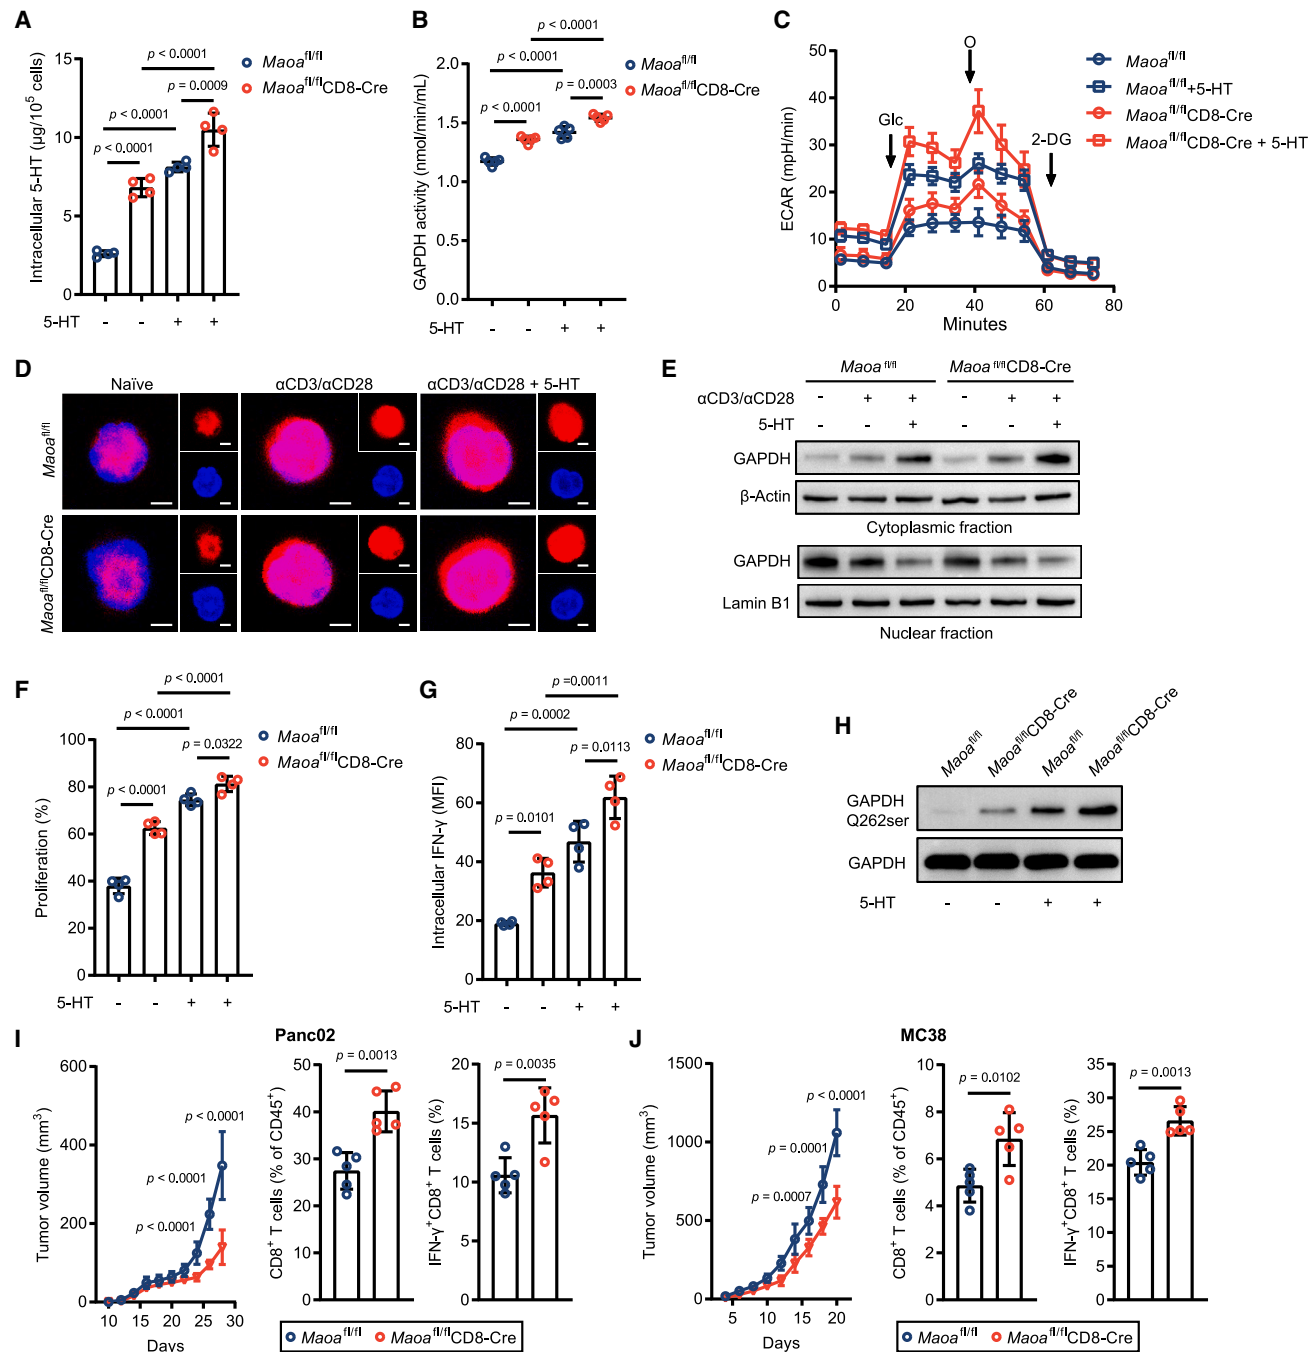 A
p < 0.0001
p < 0.0001
p = 0.0009
p < 0.0001
Maoa^fl/fl
Maoa^fl/fl CD8-Cre
Intracellular 5-HT (µg/10^5 cells)
15
10
5
0
5-HT - - + +
B
p < 0.0001
p < 0.0001
p = 0.0003
p < 0.0001
Maoa^fl/fl
Maoa^fl/fl CD8-Cre
GAPDH activity (nmol/min/mL)
2.0
1.5
1.0
0.5
0.0
5-HT - - + +
C
ECAR (mpH/min)
50
40
30
20
10
0
0 20 40 60 80
Minutes
Glc
O
2-DG
Maoa^fl/fl
Maoa^fl/fl+5-HT
Maoa^fl/fl CD8-Cre
Maoa^fl/fl CD8-Cre + 5-HT
D
Naïve αCD3/αCD28 αCD3/αCD28 + 5-HT
Maoa^fl/fl
Maoa^fl/fl CD8-Cre
E
Maoa^fl/fl Maoa^fl/fl CD8-Cre
αCD3/αCD28 - + + - + +
5-HT - - + - - +
GAPDH
β-Actin
Cytoplasmic fraction
GAPDH
Lamin B1
Nuclear fraction
F
p < 0.0001
p < 0.0001
p = 0.0322
p < 0.0001
Maoa^fl/fl
Maoa^fl/fl CD8-Cre
Proliferation (%)
100
80
60
40
20
0
5-HT - - + +
G
p =0.0011
p = 0.0002
p = 0.0113
p = 0.0101
Maoa^fl/fl
Maoa^fl/fl CD8-Cre
Intracellular IFN-γ (MFI)
80
60
40
20
0
5-HT - - + +
H
Maoa^fl/fl Maoa^fl/fl CD8-Cre Maoa^fl/fl Maoa^fl/fl CD8-Cre
GAPDH
Q262ser
GAPDH
5-HT - - + +
I
Panc02
Tumor volume (mm^3)
600
400
200
0
10 15 20 25 30
Days
p < 0.0001
p < 0.0001
p < 0.0001
CD8^+ T cells (% of CD45^+)
50
40
30
20
10
0
p = 0.0013
IFN-γ^+CD8^+ T cells (%)
20
15
10
5
0
p = 0.0035
Maoa^fl/fl Maoa^fl/fl CD8-Cre
J
MC38
Tumor volume (mm^3)
1500
1000
500
0
5 10 15 20
Days
p < 0.0001
p = 0.0001
p = 0.0007
CD8^+ T cells (% of CD45^+)
10
8
6
4
2
0
p = 0.0102
IFN-γ^+CD8^+ T cells (%)
35
30
25
20
15
10
5
0
p = 0.0013
Maoa^fl/fl Maoa^fl/fl CD8-Cre